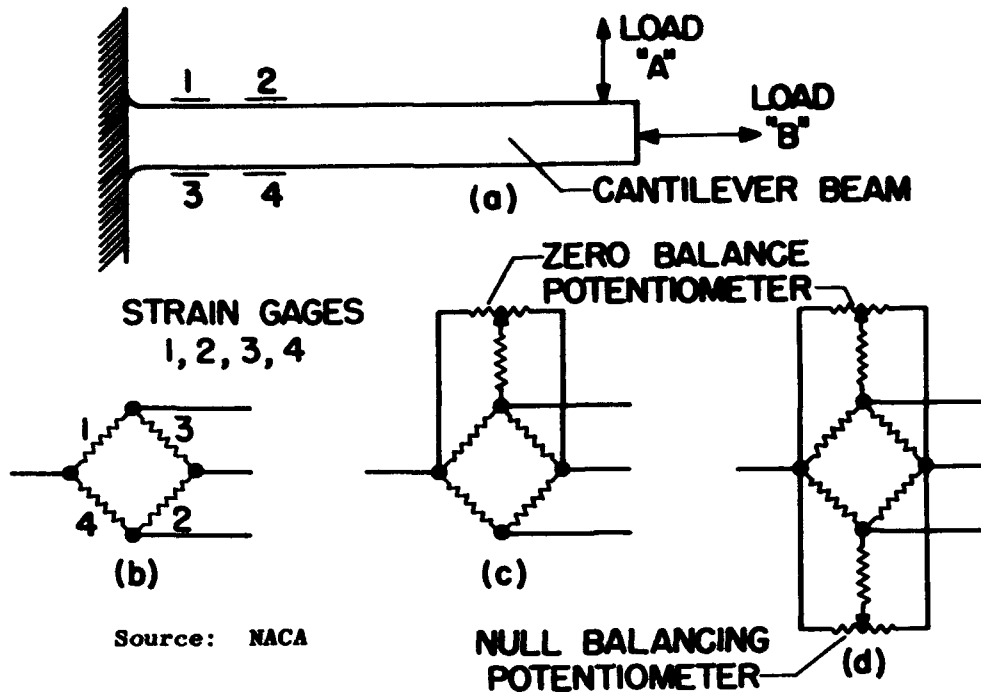 LOAD
"A"
LOAD
"B"
1 2
3 4
(a)
CANTILEVER BEAM
ZERO BALANCE
POTENTIOMETER
STRAIN GAGES
1, 2, 3, 4
1 3
4 2
(b)
(c)
(d)
Source: NACA
NULL BALANCING
POTENTIOMETER